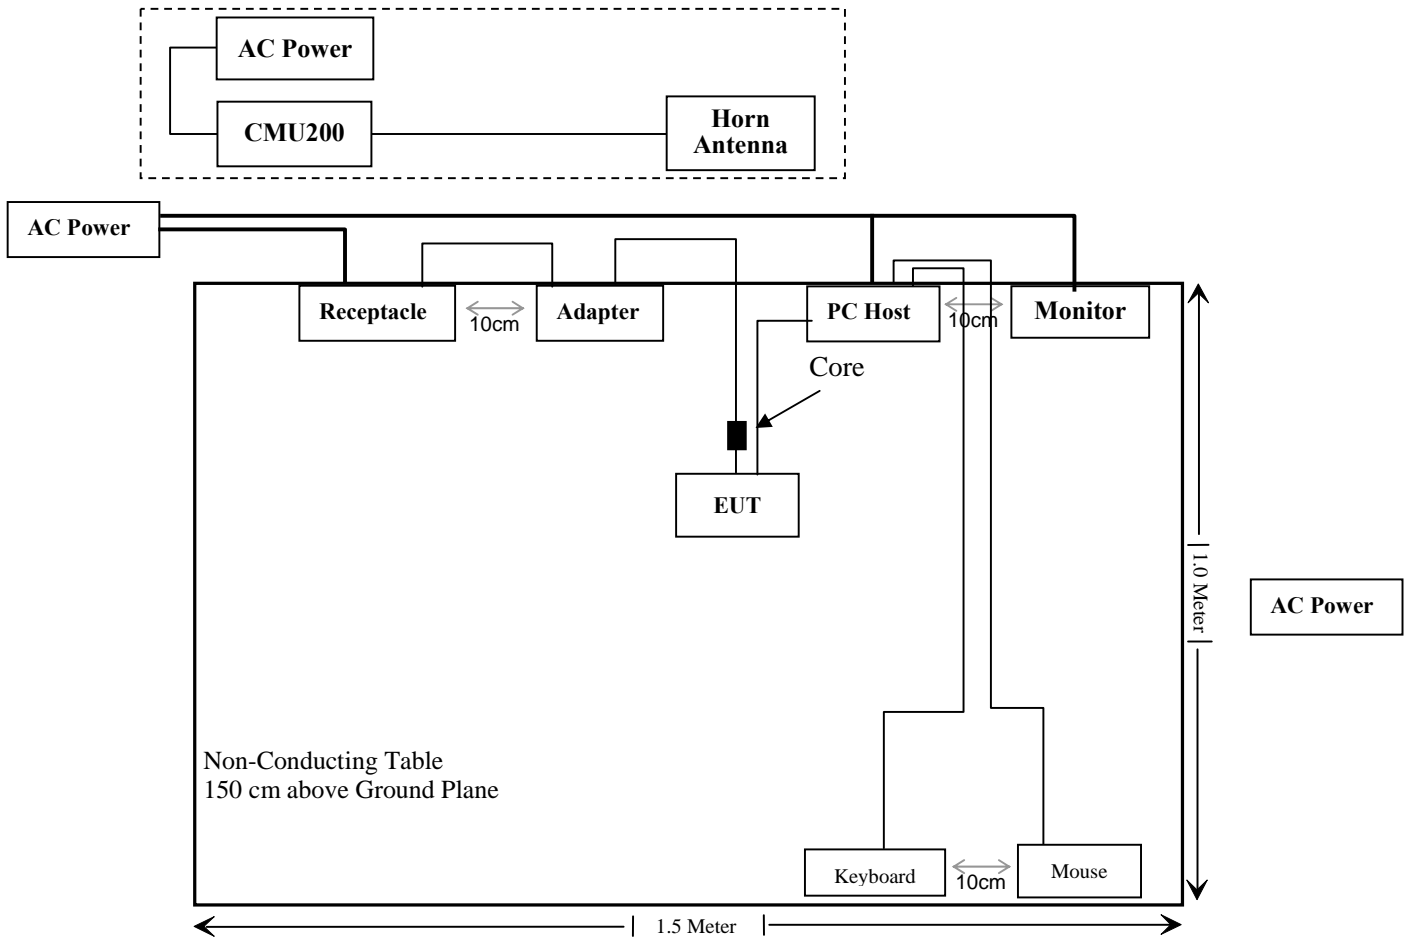 AC Power
CMU200
Horn
Antenna
AC Power
Receptacle
10cm
Adapter
PC Host
10cm
Monitor
Core
EUT
1.0 Meter
AC Power
Non-Conducting Table
150 cm above Ground Plane
Keyboard
10cm
Mouse
1.5 Meter